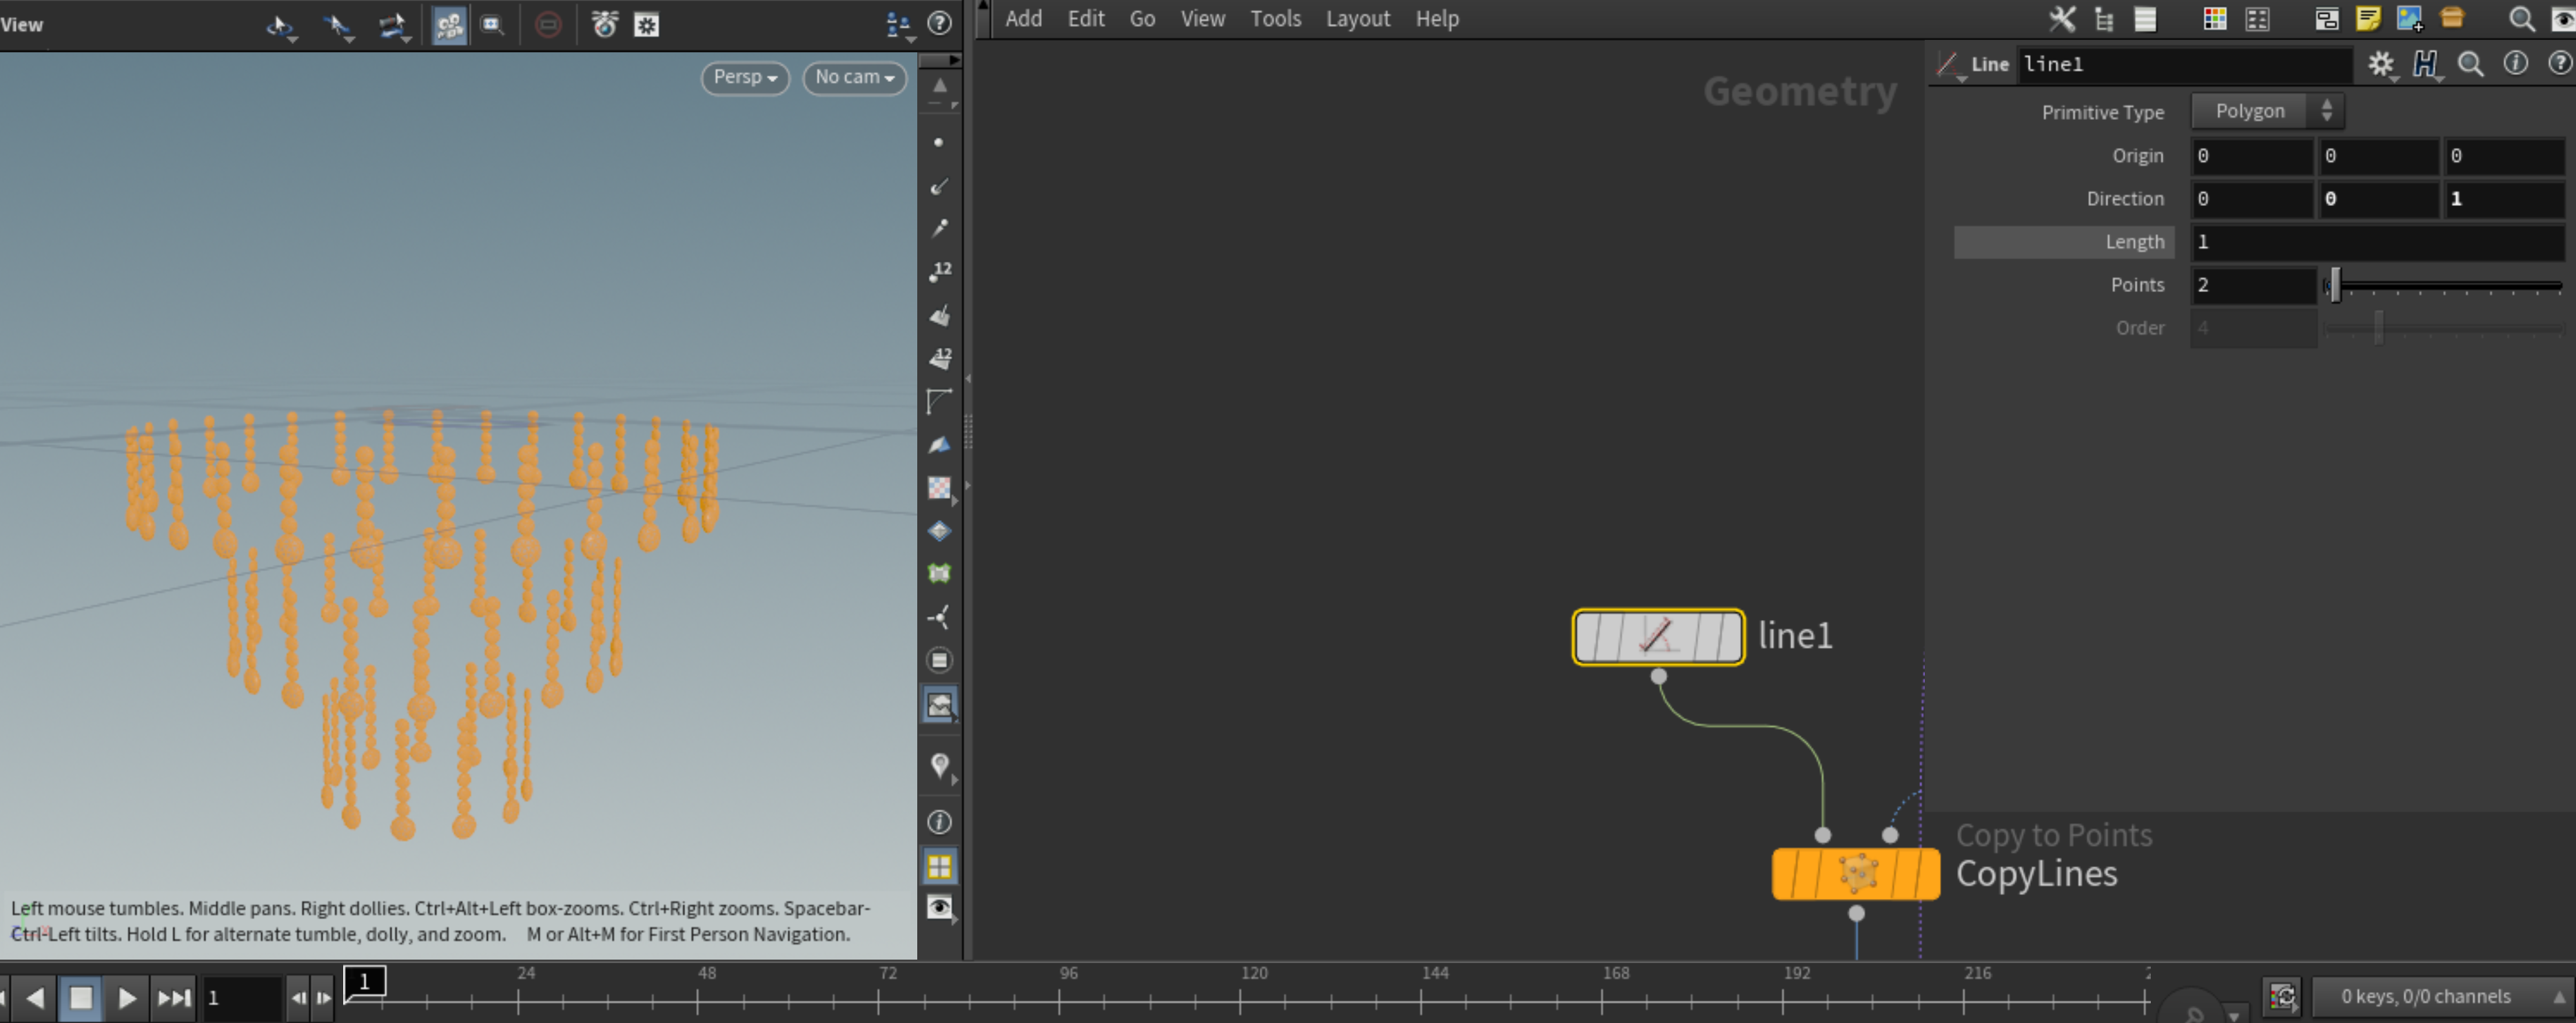 View
Add Edit Go View Tools Layout Help
Persp
No cam
Geometry
Line line1
Primitive Type Polygon
Origin 0 0 0
Direction 0 0 1
Length 1
Points 2
Order 4
12
12
line1
Copy to Points
CopyLines
Left mouse tumbles. Middle pans. Right dollies. Ctrl+Alt+Left box-zooms. Ctrl+Right zooms. Spacebar-
Ctrl-Left tilts. Hold L for alternate tumble, dolly, and zoom. M or Alt+M for First Person Navigation.
1 1 24 48 72 96 120 144 168 192 216
0 keys, 0/0 channels